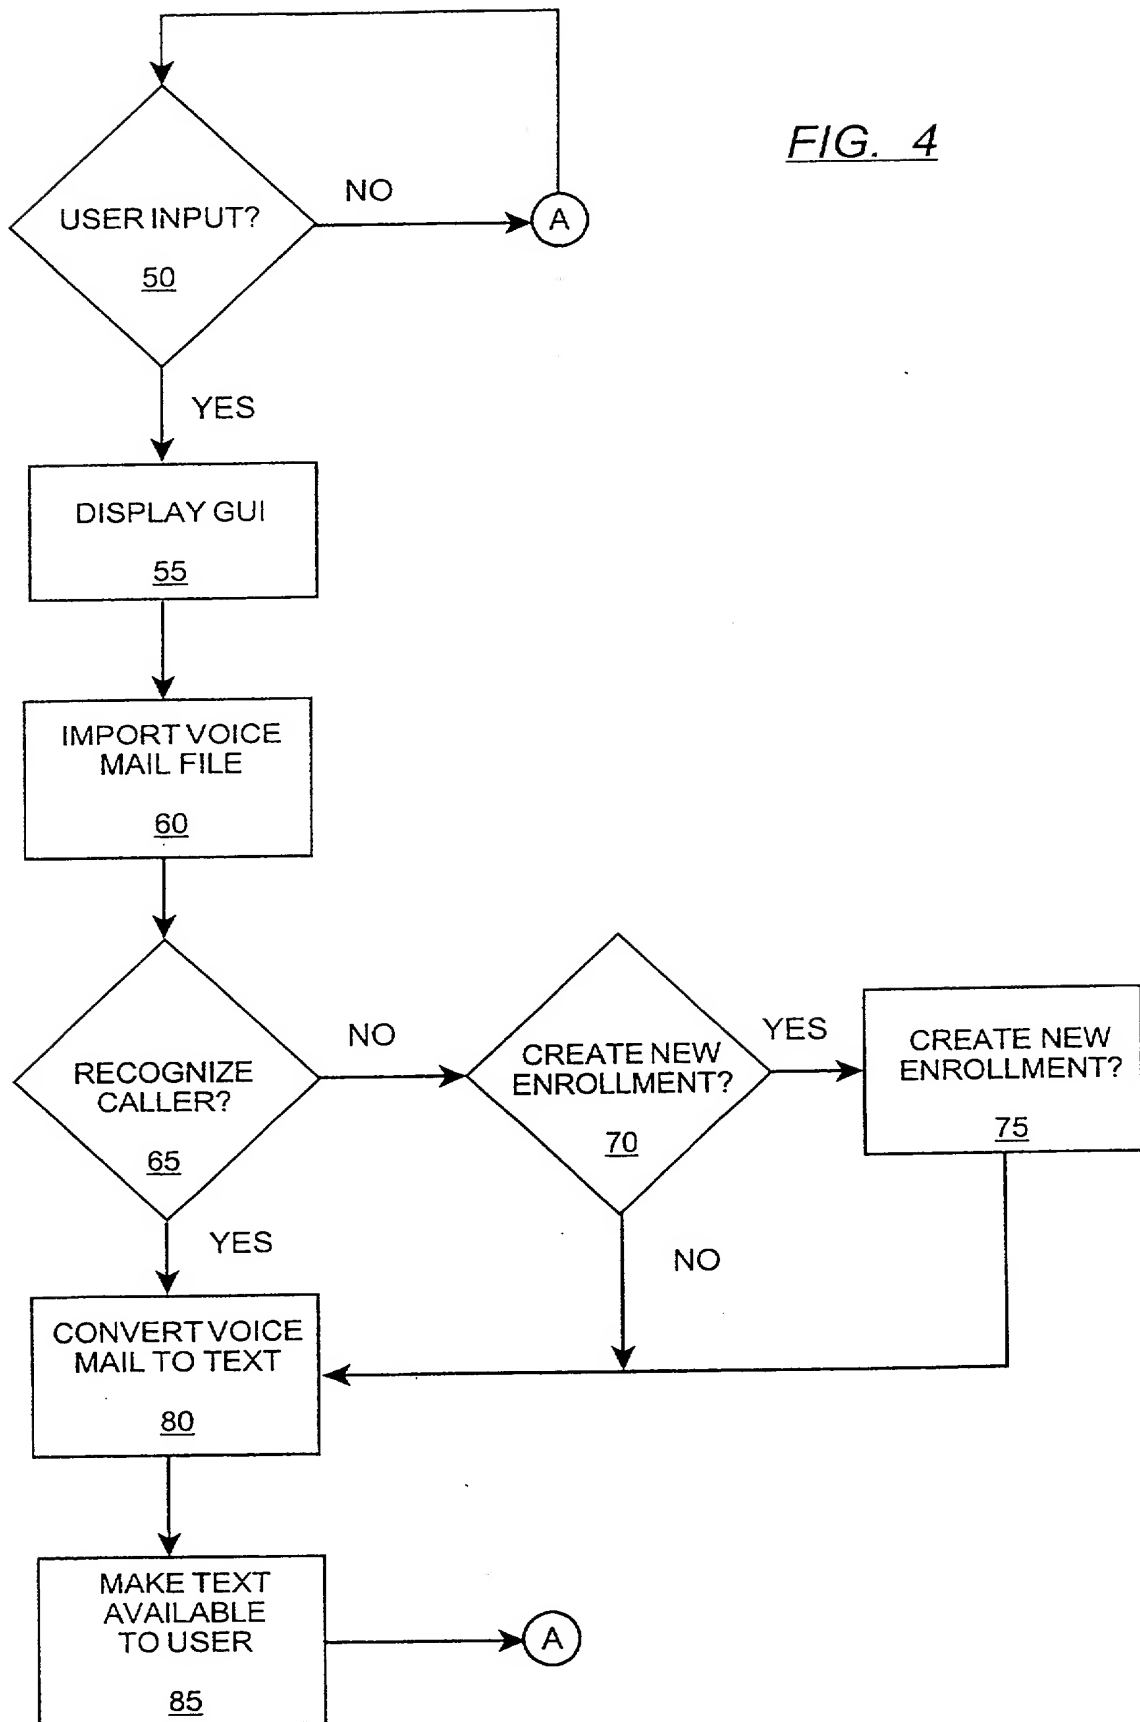 FIG. 4
USER INPUT?
50
NO
A
YES
DISPLAY GUI
55
IMPORT VOICE
MAIL FILE
60
RECOGNIZE
CALLER?
65
NO
CREATE NEW
ENROLLMENT?
70
YES
CREATE NEW
ENROLLMENT?
75
YES
NO
CONVERT VOICE
MAIL TO TEXT
80
MAKE TEXT
AVAILABLE
TO USER
85
A